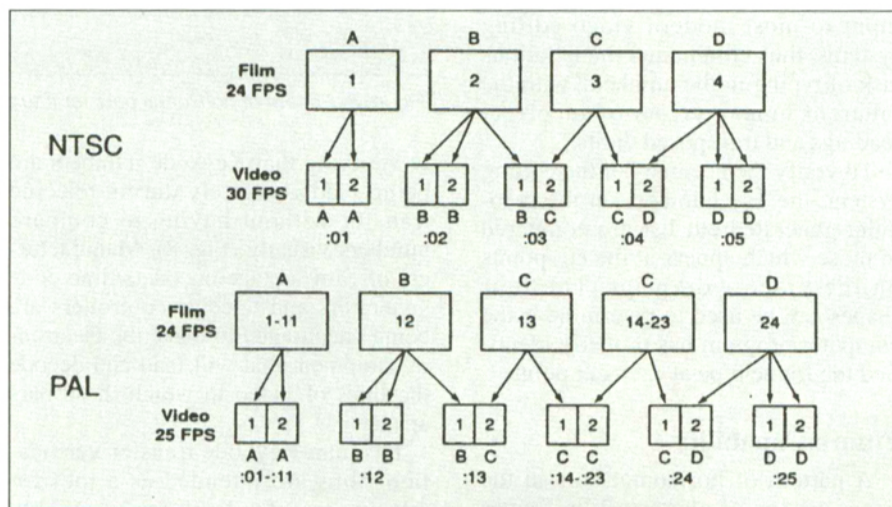 A B C D
Film
24 FPS
1 2 3 4
NTSC
Video
30 FPS
1 2 1 2 1 2 1 2 1 2
A A B B B C C D D D
:01 :02 :03 :04 :05
A B C C D
Film
24 FPS
1-11 12 13 14-23 24
PAL
Video
25 FPS
1 2 1 2 1 2 1 2 1 2 1 2
A B B B C C C C D D D
:01-:11 :12 :13 :14-:23 :24 :25